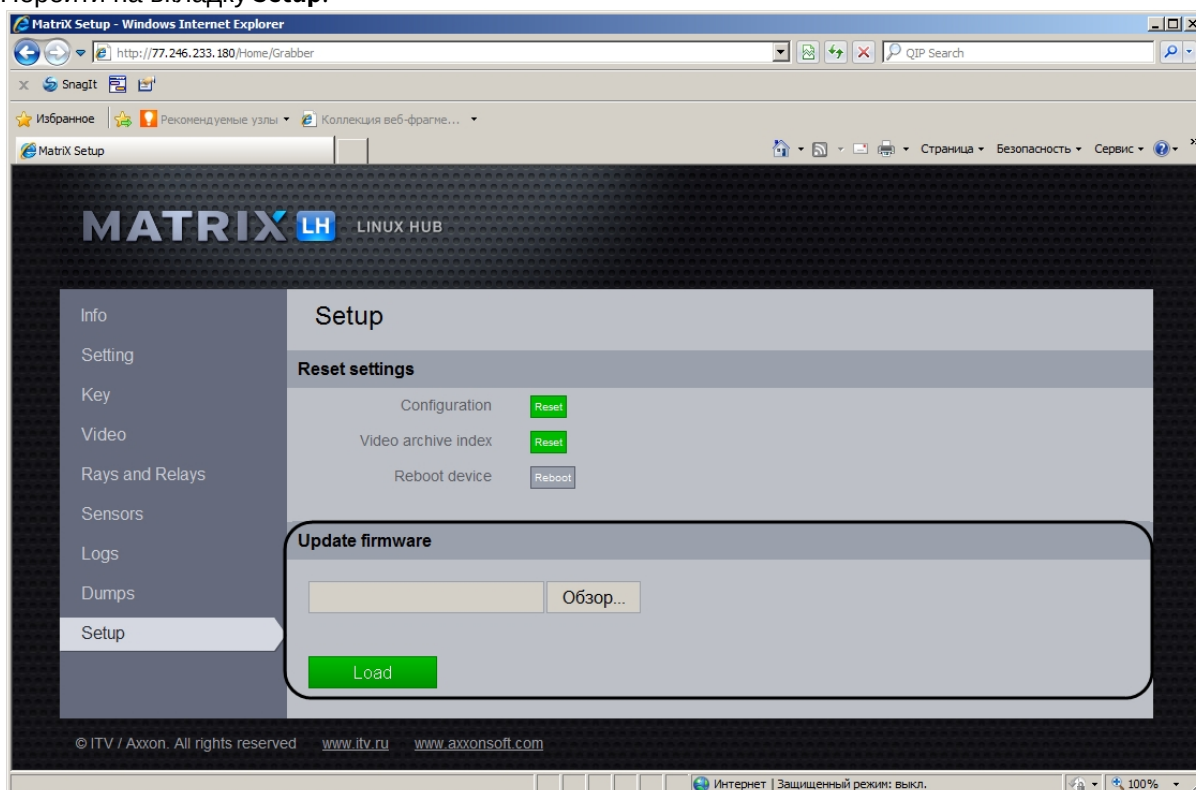 Перейти на вкладку Setup.
MatriX Setup - Windows Internet Explorer
http://77.246.233.180/Home/Grabber
QIP Search
x SnagIt
Избранное Рекомендуемые узлы Коллекция веб-фрагме...
MatriX Setup
Страница Безопасность Сервис
MATRIX LH LINUX HUB
Info
Setting
Key
Video
Rays and Relays
Sensors
Logs
Dumps
Setup
Setup
Reset settings
Configuration Reset
Video archive index Reset
Reboot device Reboot
Update firmware
Обзор...
Load
© ITV / Axxon. All rights reserved www.itv.ru www.axxonsoft.com
Интернет | Защищенный режим: выкл. 100%